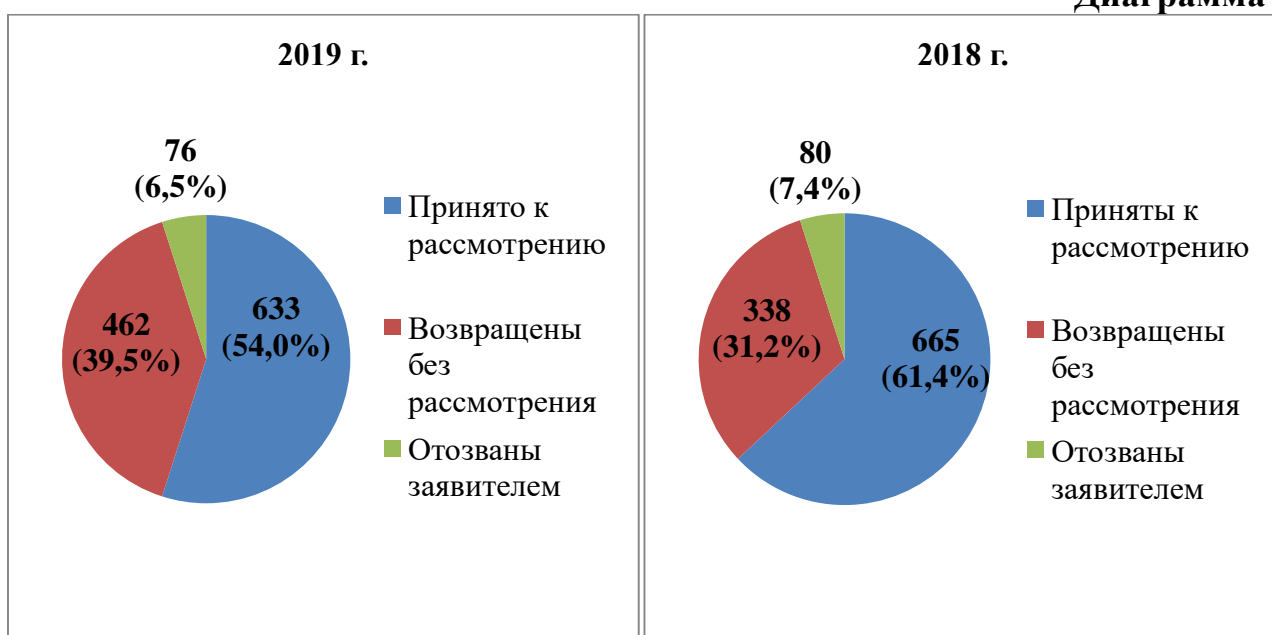 Диаграмма
2019 г.
76
(6,5%)
462
(39,5%)
633
(54,0%)
Принято к
рассмотрению
Возвращены
без
рассмотрения
Отозваны
заявителем
2018 г.
80
(7,4%)
338
(31,2%)
665
(61,4%)
Приняты к
рассмотрению
Возвращены
без
рассмотрения
Отозваны
заявителем